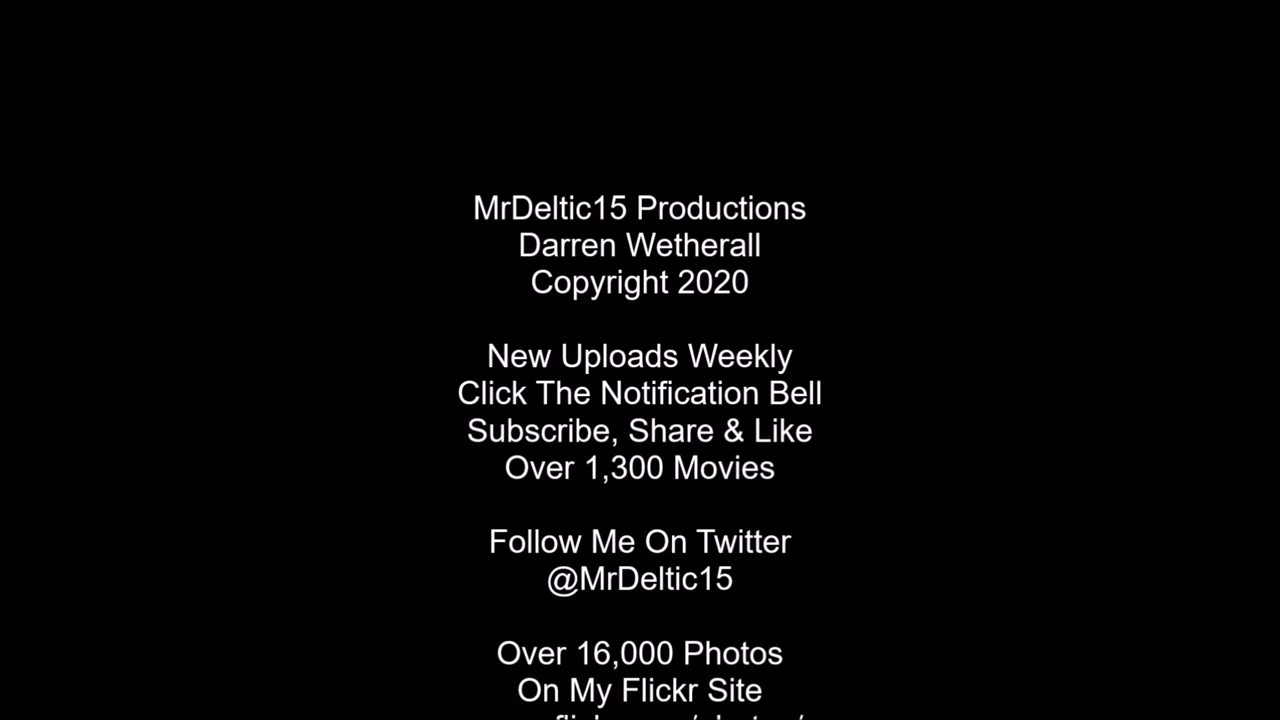 MrDeltic15 Productions
Darren Wetherall
Copyright 2020
New Uploads Weekly
Click The Notification Bell
Subscribe, Share & Like
Over 1,300 Movies
Follow Me On Twitter
@MrDeltic15
Over 16,000 Photos
On My Flickr Site